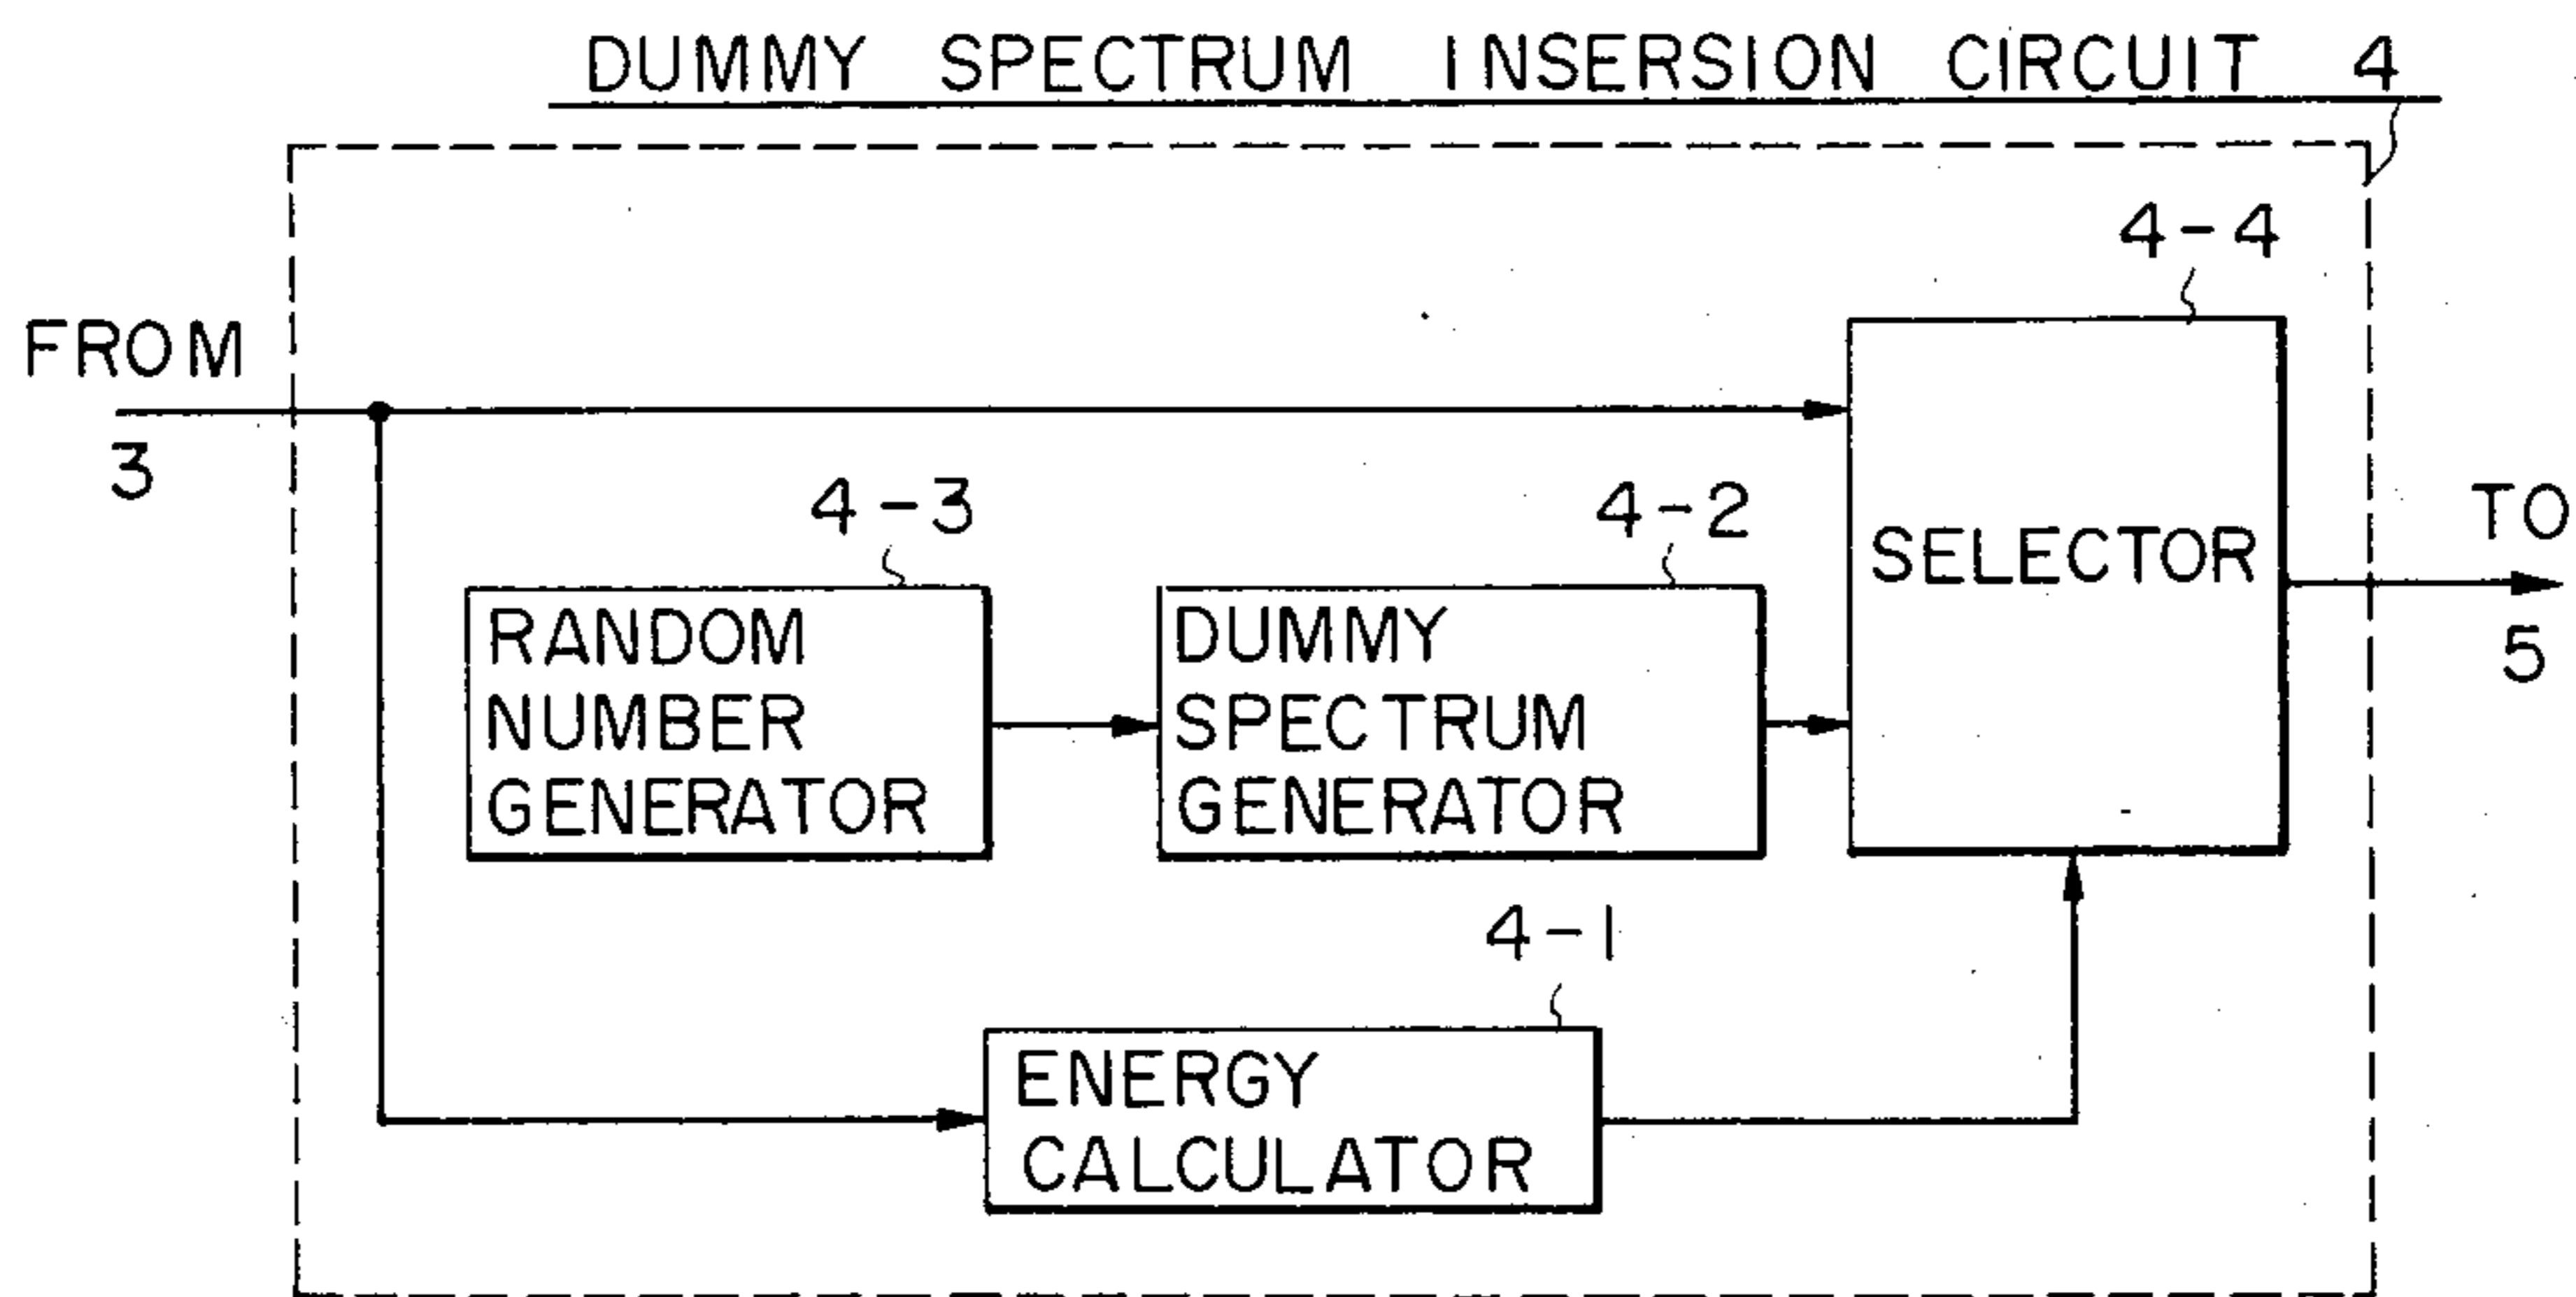 DUMMY SPECTRUM INSERSION CIRCUIT 4
4-4
FROM
3
4-3
4-2
SELECTOR
TO
5
RANDOM
NUMBER
GENERATOR
DUMMY
SPECTRUM
GENERATOR
4-1
ENERGY
CALCULATOR